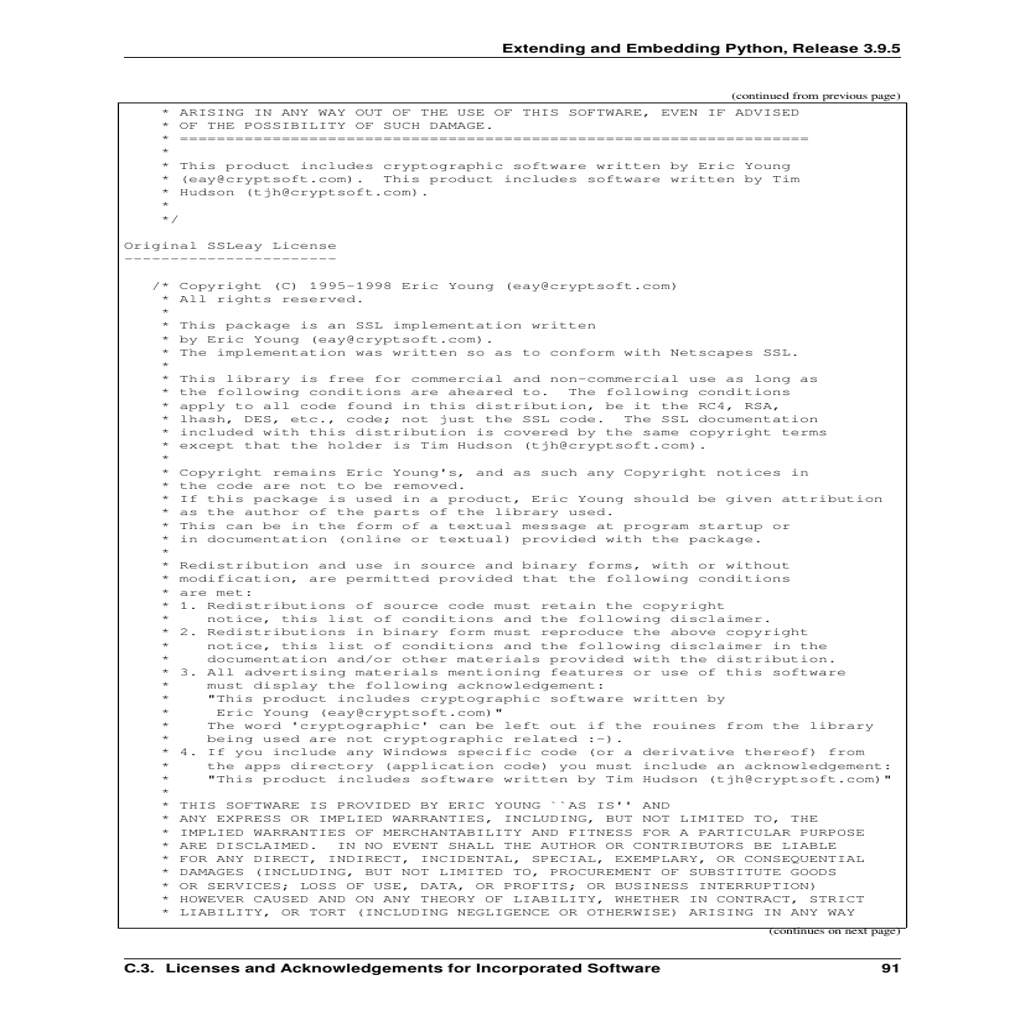 Extending and Embedding Python, Release 3.9.5
(continued from previous page)
* ARISING IN ANY WAY OUT OF THE USE OF THIS SOFTWARE, EVEN IF ADVISED
* OF THE POSSIBILITY OF SUCH DAMAGE.
* ====================================================================
*
* This product includes cryptographic software written by Eric Young
* (eay@cryptsoft.com).  This product includes software written by Tim
* Hudson (tjh@cryptsoft.com).
*
*/
Original SSLeay License
-----------------------
/* Copyright (C) 1995-1998 Eric Young (eay@cryptsoft.com)
* All rights reserved.
*
* This package is an SSL implementation written
* by Eric Young (eay@cryptsoft.com).
* The implementation was written so as to conform with Netscapes SSL.
*
* This library is free for commercial and non-commercial use as long as
* the following conditions are aheared to.  The following conditions
* apply to all code found in this distribution, be it the RC4, RSA,
* lhash, DES, etc., code; not just the SSL code.  The SSL documentation
* included with this distribution is covered by the same copyright terms
* except that the holder is Tim Hudson (tjh@cryptsoft.com).
*
* Copyright remains Eric Young's, and as such any Copyright notices in
* the code are not to be removed.
* If this package is used in a product, Eric Young should be given attribution
* as the author of the parts of the library used.
* This can be in the form of a textual message at program startup or
* in documentation (online or textual) provided with the package.
*
* Redistribution and use in source and binary forms, with or without
* modification, are permitted provided that the following conditions
* are met:
* 1. Redistributions of source code must retain the copyright
*    notice, this list of conditions and the following disclaimer.
* 2. Redistributions in binary form must reproduce the above copyright
*    notice, this list of conditions and the following disclaimer in the
*    documentation and/or other materials provided with the distribution.
* 3. All advertising materials mentioning features or use of this software
*    must display the following acknowledgement:
*    "This product includes cryptographic software written by
*     Eric Young (eay@cryptsoft.com)"
*    The word 'cryptographic' can be left out if the rouines from the library
*    being used are not cryptographic related :-).
* 4. If you include any Windows specific code (or a derivative thereof) from
*    the apps directory (application code) you must include an acknowledgement:
*    "This product includes software written by Tim Hudson (tjh@cryptsoft.com)"
*
* THIS SOFTWARE IS PROVIDED BY ERIC YOUNG ``AS IS'' AND
* ANY EXPRESS OR IMPLIED WARRANTIES, INCLUDING, BUT NOT LIMITED TO, THE
* IMPLIED WARRANTIES OF MERCHANTABILITY AND FITNESS FOR A PARTICULAR PURPOSE
* ARE DISCLAIMED.  IN NO EVENT SHALL THE AUTHOR OR CONTRIBUTORS BE LIABLE
* FOR ANY DIRECT, INDIRECT, INCIDENTAL, SPECIAL, EXEMPLARY, OR CONSEQUENTIAL
* DAMAGES (INCLUDING, BUT NOT LIMITED TO, PROCUREMENT OF SUBSTITUTE GOODS
* OR SERVICES; LOSS OF USE, DATA, OR PROFITS; OR BUSINESS INTERRUPTION)
* HOWEVER CAUSED AND ON ANY THEORY OF LIABILITY, WHETHER IN CONTRACT, STRICT
* LIABILITY, OR TORT (INCLUDING NEGLIGENCE OR OTHERWISE) ARISING IN ANY WAY
(continues on next page)
C.3. Licenses and Acknowledgements for Incorporated Software 91